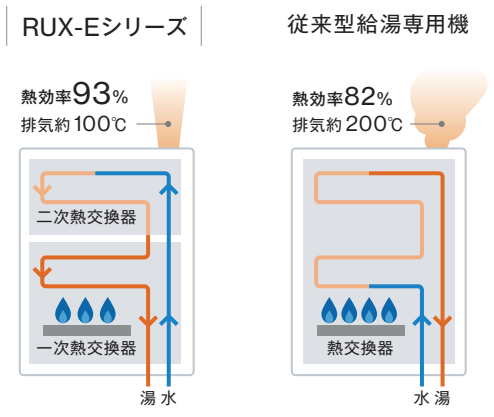 RUX-Eシリーズ
熱効率93%
排気約100℃
二次熱交換器
一次熱交換器
湯 水
従来型給湯専用機
熱効率82%
排気約200℃
熱交換器
水 湯